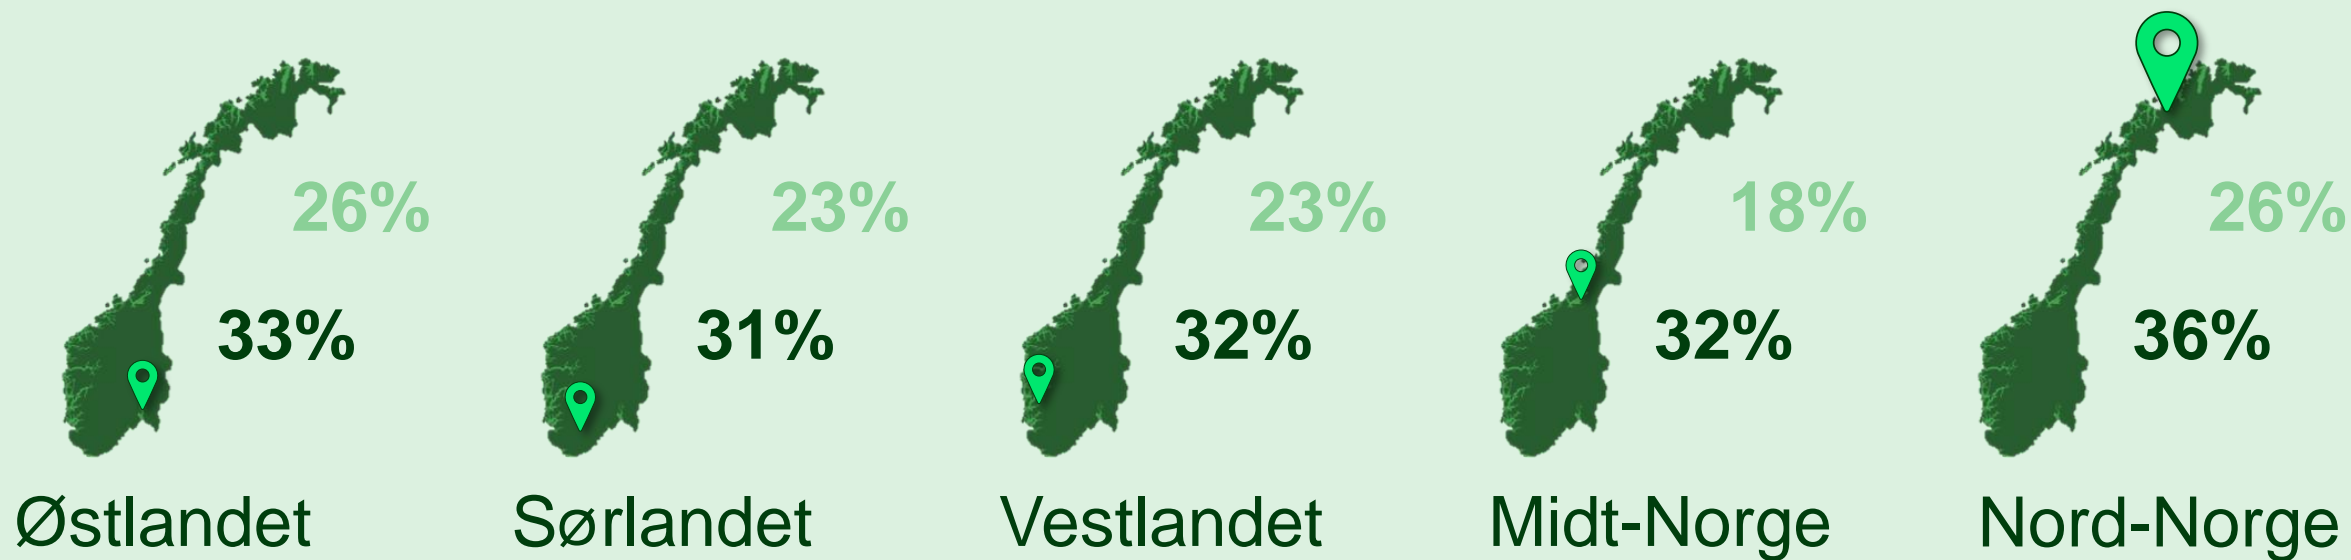 26% 23% 23% 18% 26%
33% 31% 32% 32% 36%
Østlandet Sørlandet Vestlandet Midt-Norge Nord-Norge